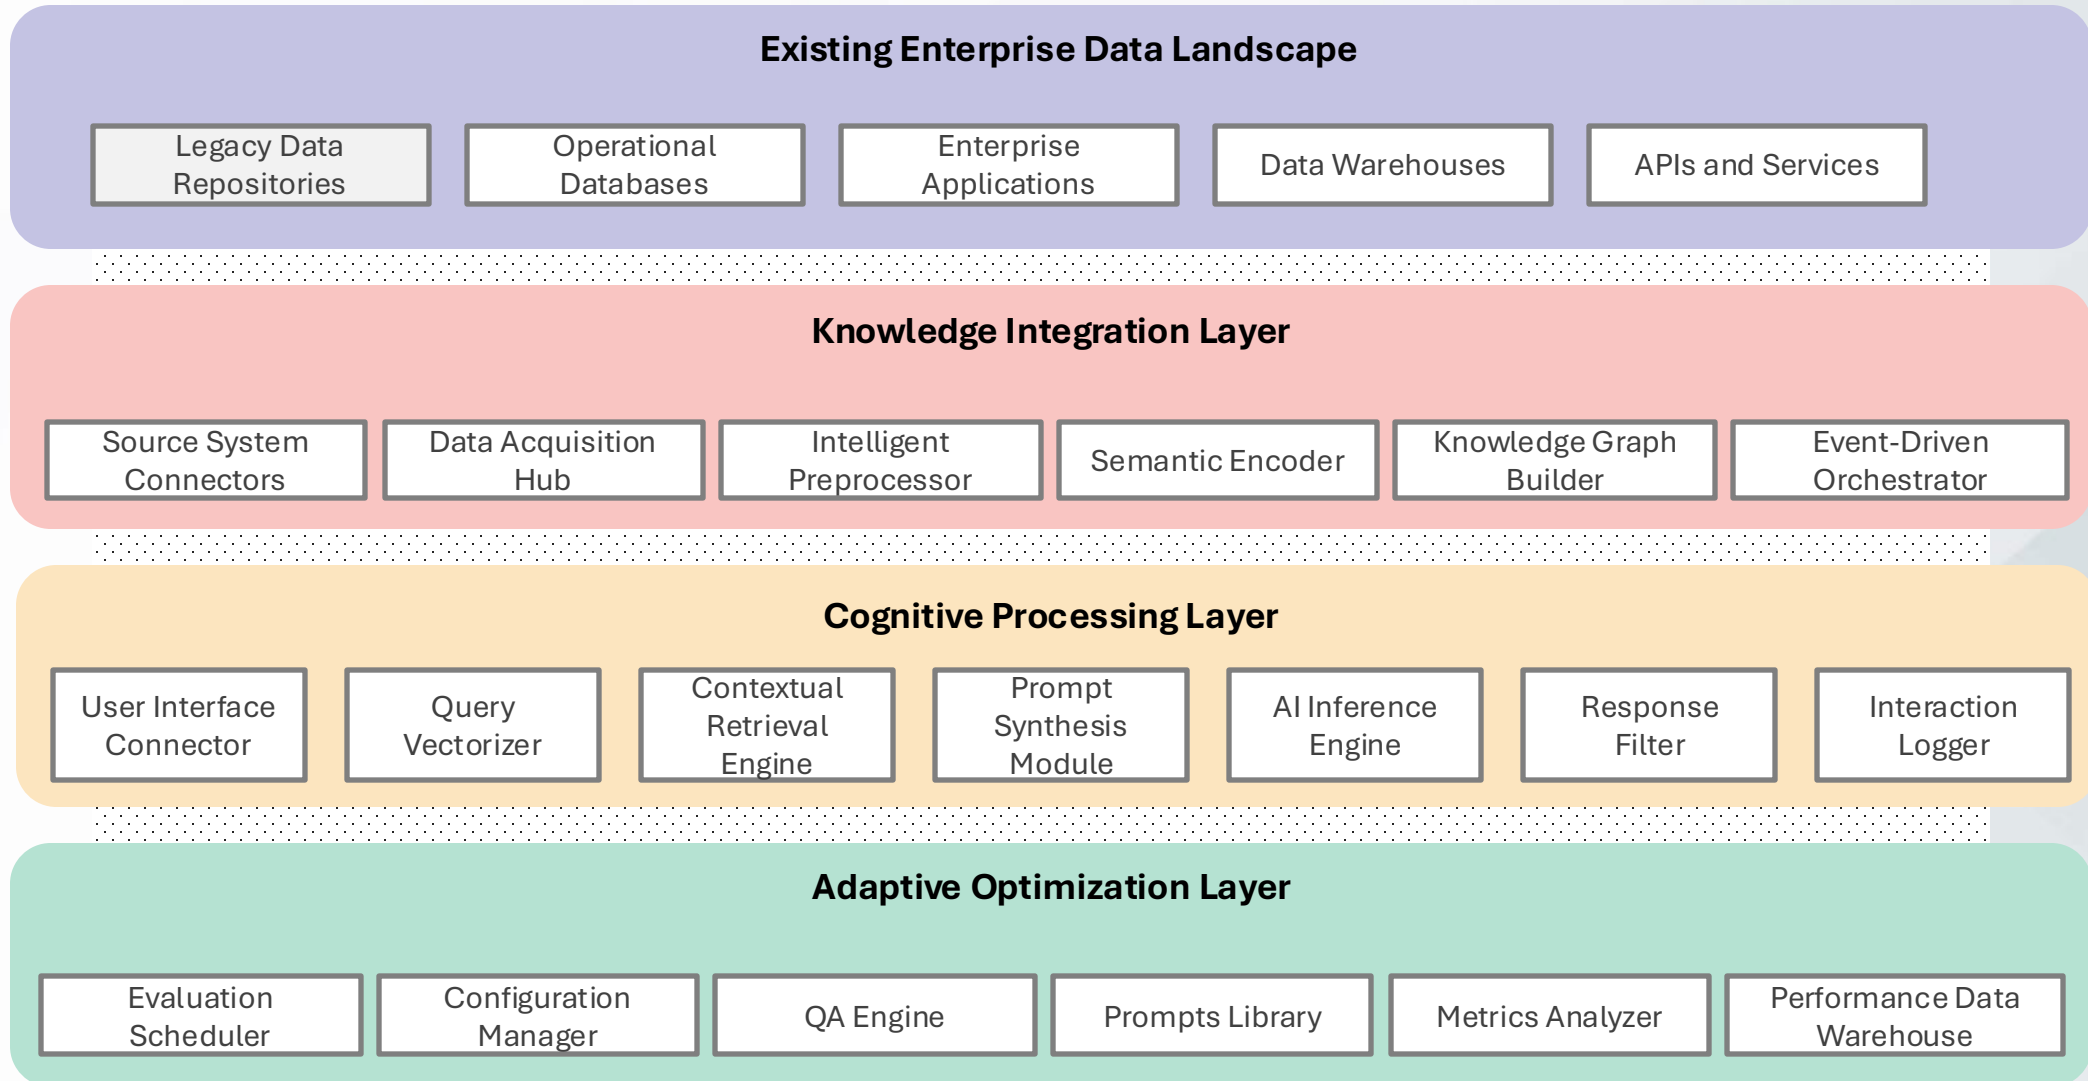 Existing Enterprise Data Landscape
Legacy Data
Repositories
Operational
Databases
Enterprise
Applications
Data Warehouses
APIs and Services
Knowledge Integration Layer
Source System
Connectors
Data Acquisition
Hub
Intelligent
Preprocessor
Semantic Encoder
Knowledge Graph
Builder
Event-Driven
Orchestrator
Cognitive Processing Layer
User Interface
Connector
Query
Vectorizer
Contextual
Retrieval
Engine
Prompt
Synthesis
Module
AI Inference
Engine
Response
Filter
Interaction
Logger
Adaptive Optimization Layer
Evaluation
Scheduler
Configuration
Manager
QA Engine
Prompts Library
Metrics Analyzer
Performance Data
Warehouse